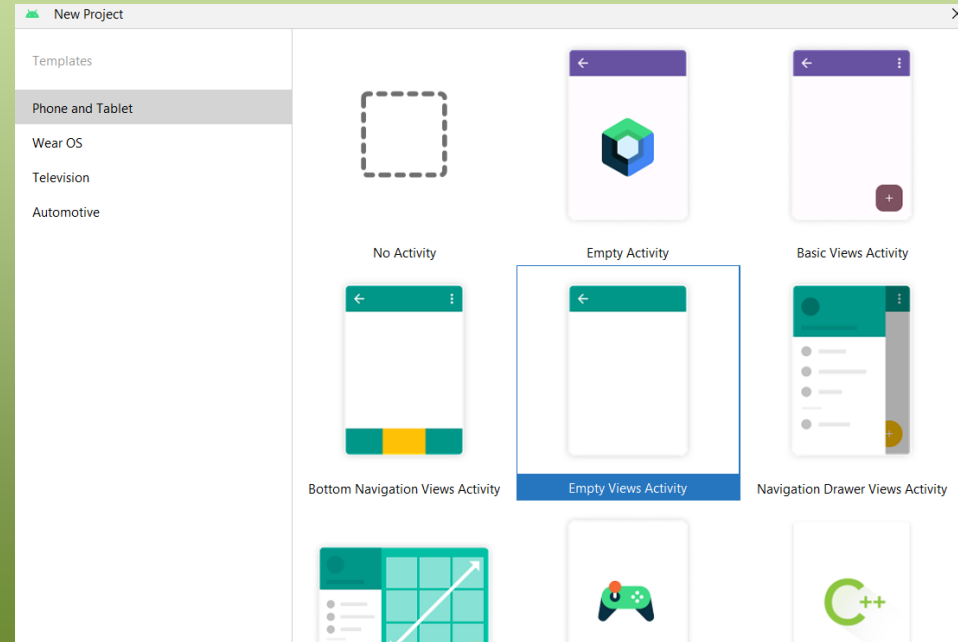 New Project
Templates
Phone and Tablet
Wear OS
Television
Automotive
No Activity
Empty Activity
Basic Views Activity
Bottom Navigation Views Activity
Empty Views Activity
Navigation Drawer Views Activity
C++